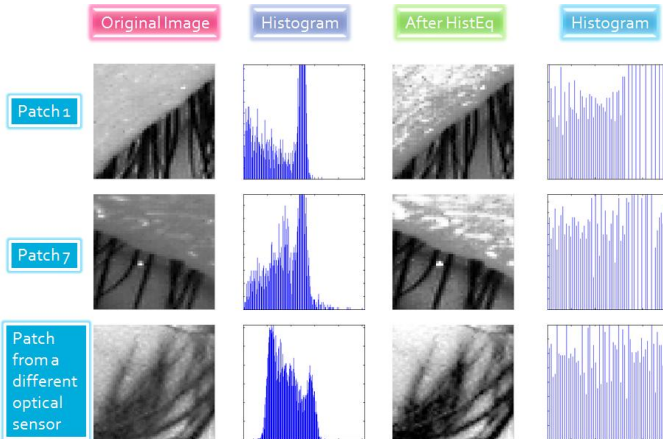 Original Image
Histogram
After HistEq
Histogram
Patch 1
Patch 7
Patch
from a
different
optical
sensor